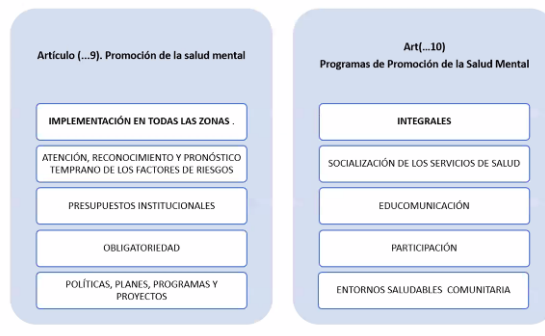 Artículo (...9). Promoción de la salud mental
IMPLEMENTACIÓN EN TODAS LAS ZONAS .
ATENCIÓN, RECONOCIMIENTO Y PRONÓSTICO
TEMPRANO DE LOS FACTORES DE RIESGOS
PRESUPUESTOS INSTITUCIONALES
OBLIGATORIEDAD
POLÍTICAS, PLANES, PROGRAMAS Y
PROYECTOS
Art(...10)
Programas de Promoción de la Salud Mental
INTEGRALES
SOCIALIZACIÓN DE LOS SERVICIOS DE SALUD
EDUCOMUNICACIÓN
PARTICIPACIÓN
ENTORNOS SALUDABLES COMUNITARIA